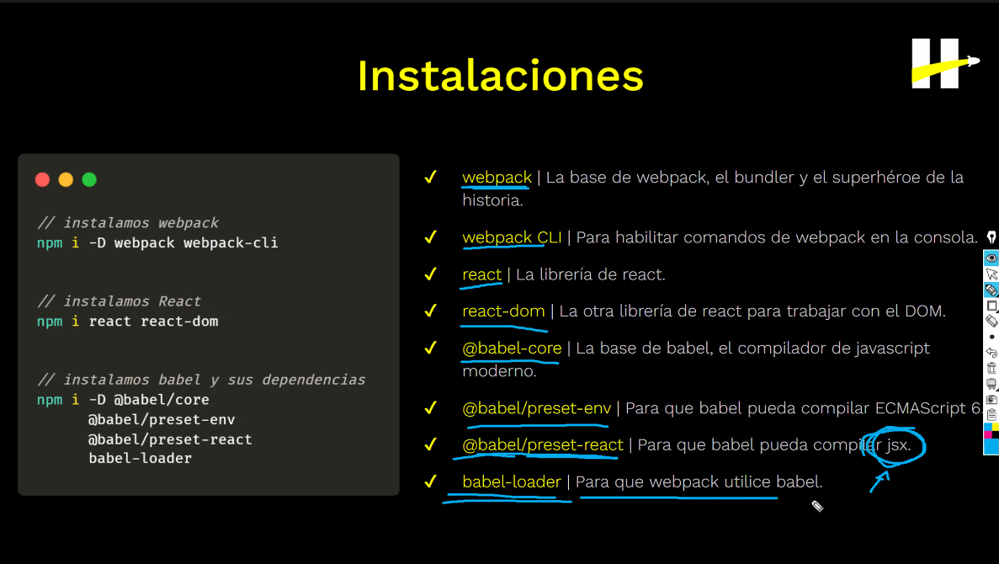 Instalaciones
H
// instalamos webpack
npm i -D webpack webpack-cli
// instalamos React
npm i react react-dom
// instalamos babel y sus dependencias
npm i -D @babel/core
@babel/preset-env
@babel/preset-react
babel-loader
✓ webpack | La base de webpack, el bundler y el superhéroe de la
historia.
✓ webpack CLI | Para habilitar comandos de webpack en la consola.
✓ react | La librería de react.
✓ react-dom | La otra librería de react para trabajar con el DOM.
✓ @babel-core | La base de babel, el compilador de javascript
moderno.
✓ @babel/preset-env | Para que babel pueda compilar ECMAScript 6
✓ @babel/preset-react | Para que babel pueda compilar jsx.
✓ babel-loader | Para que webpack utilice babel.